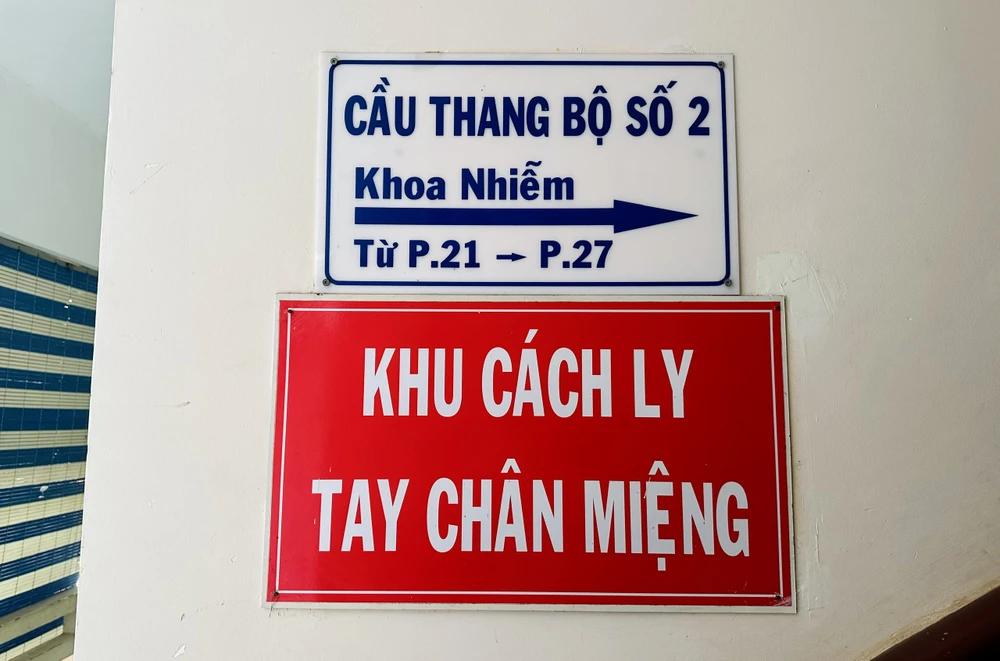 CẦU THANG BỘ SỐ 2
Khoa Nhiễm
Từ P.21 → P.27
KHU CÁCH LY
TAY CHÂN MIỆNG